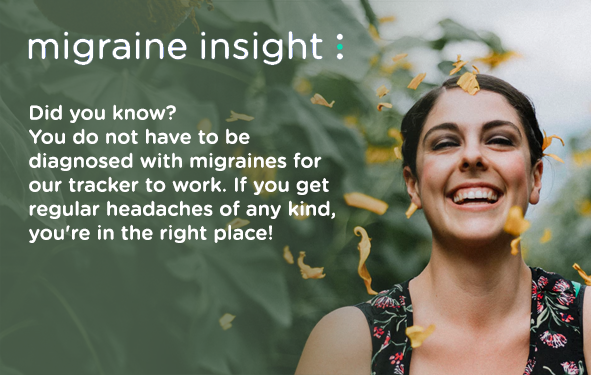 migraine insight :
Did you know?
You do not have to be
diagnosed with migraines for
our tracker to work. If you get
regular headaches of any kind,
you're in the right place!